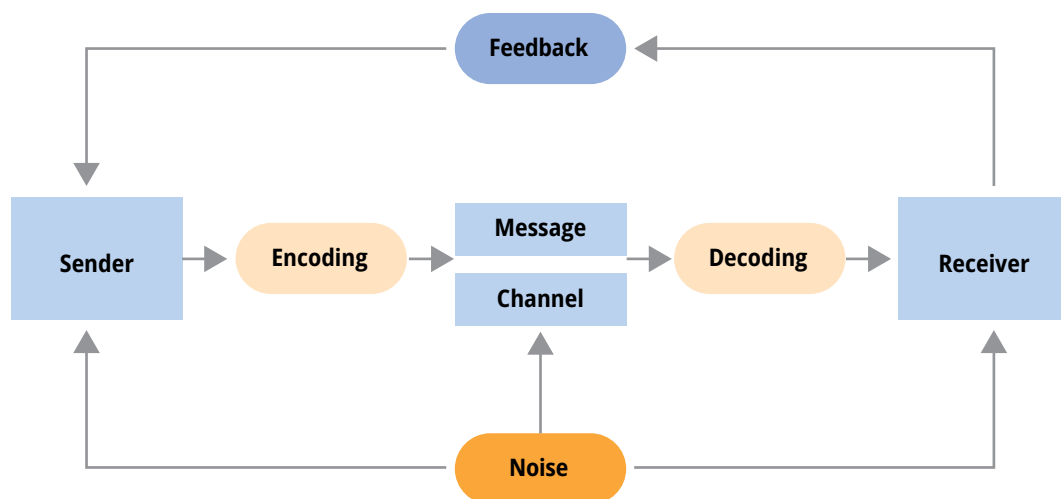 Feedback
Sender
Encoding
Message
Channel
Decoding
Receiver
Noise